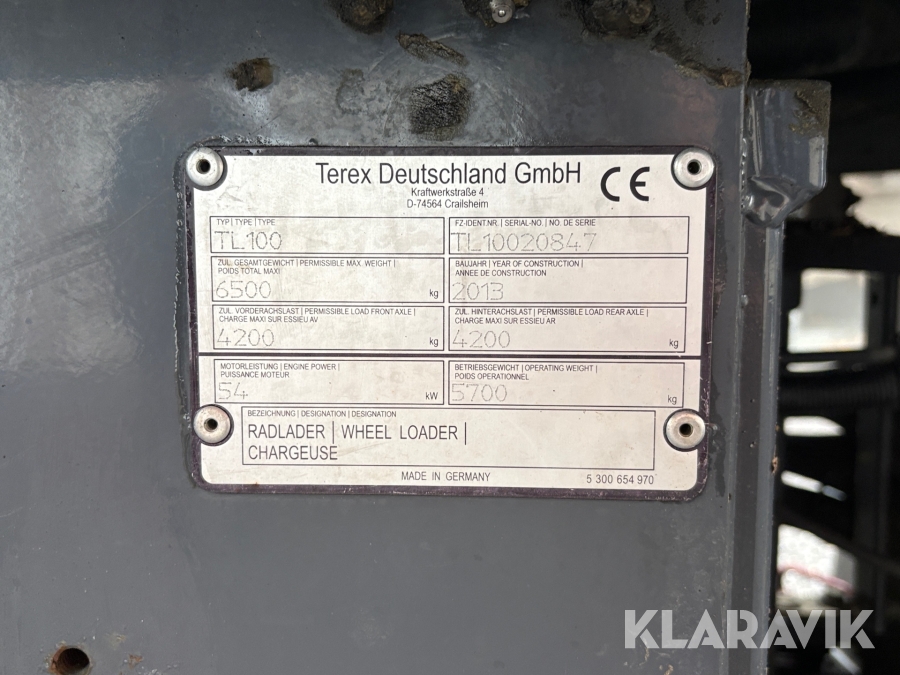 Terex Deutschland GmbH
CE
Kraftwerkstraße 4
D-74564 Crailsheim
TYP | TYPE | TYPE
TL100
FZ-IDENT.NR. | SERIAL-NO. | NO. DE SERIE
TL10020847
ZUL. GESAMTGEWICHT | PERMISSIBLE MAX. WEIGHT |
POIDS TOTAL MAXI
6500 kg
BAUJAHR | YEAR OF CONSTRUCTION |
ANNEE DE CONSTRUCTION
2013
ZUL. VORDERACHSLAST | PERMISSIBLE LOAD FRONT AXLE |
CHARGE MAXI SUR ESSIEU AV
4200 kg
ZUL. HINTERACHSLAST | PERMISSIBLE LOAD REAR AXLE |
CHARGE MAXI SUR ESSIEU AR
4200 kg
MOTORLEISTUNG | ENGINE POWER |
PUISSANCE MOTEUR
54 kW
BETRIEBSGEWICHT | OPERATING WEIGHT |
POIDS OPERATIONNEL
5700 kg
BEZEICHNUNG | DESIGNATION | DESIGNATION
RADLADER | WHEEL LOADER |
CHARGEUSE
MADE IN GERMANY
5 300 654 970
KLARAVIK